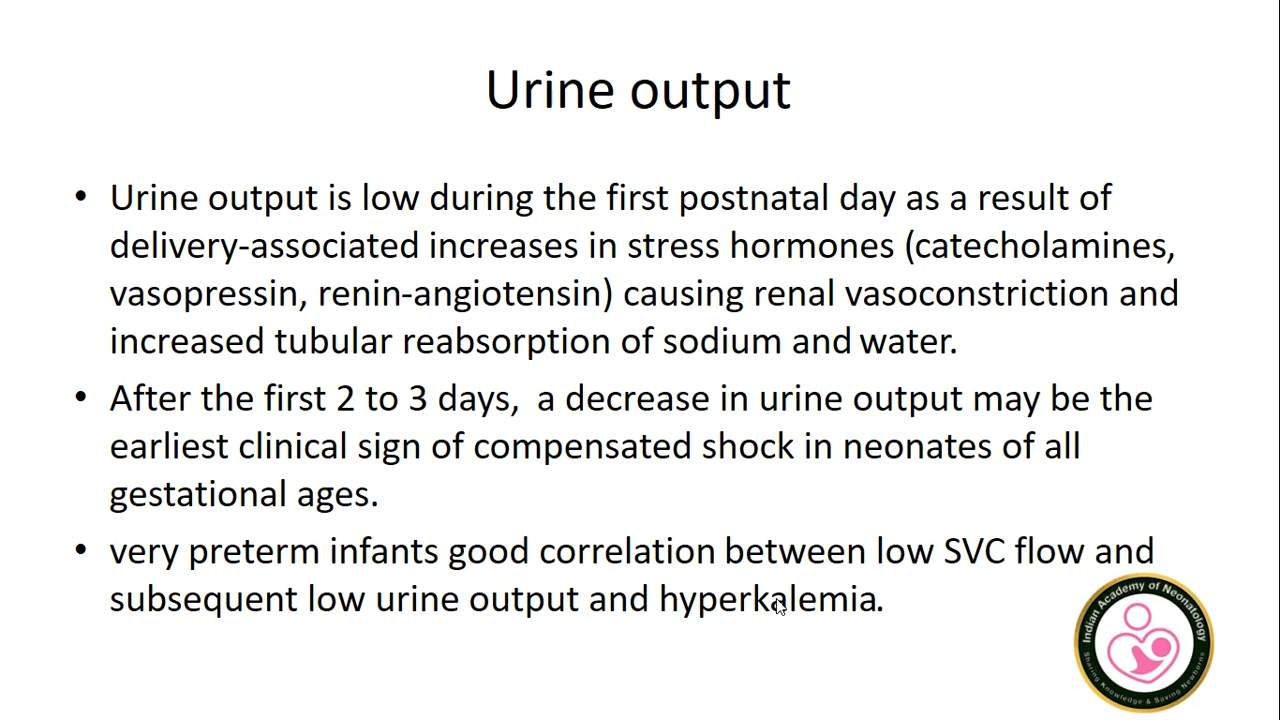 Urine output
• Urine output is low during the first postnatal day as a result of
delivery-associated increases in stress hormones (catecholamines,
vasopressin, renin-angiotensin) causing renal vasoconstriction and
increased tubular reabsorption of sodium and water.
• After the first 2 to 3 days, a decrease in urine output may be the
earliest clinical sign of compensated shock in neonates of all
gestational ages.
• very preterm infants good correlation between low SVC flow and
subsequent low urine output and hyperkalemia.
Indian Academy of Neonatology
Sharing Knowledge & Saving Newborns